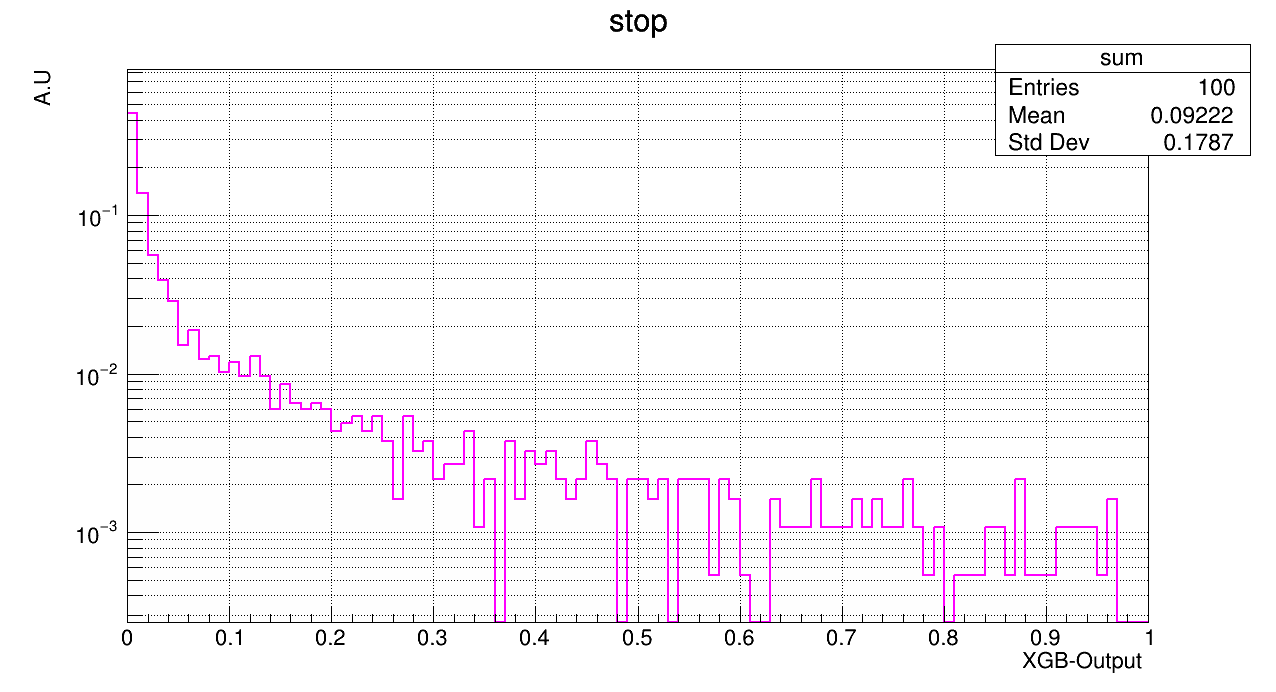 stop
A.U
sum
Entries 100
Mean 0.09222
Std Dev 0.1787
10−1
10−2
10−3
0 0.1 0.2 0.3 0.4 0.5 0.6 0.7 0.8 0.9 1
XGB-Output